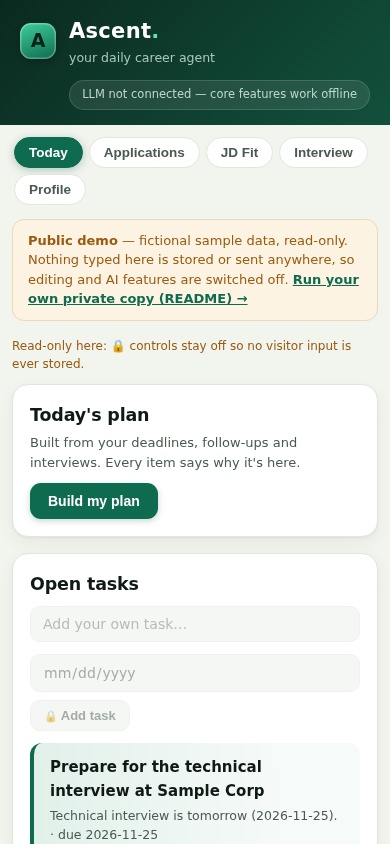 A
Ascent.
your daily career agent
LLM not connected — core features work offline
Today
Applications
JD Fit
Interview
Profile
Public demo — fictional sample data, read-only.
Nothing typed here is stored or sent anywhere, so
editing and AI features are switched off. Run your
own private copy (README) →
Read-only here: 🔒 controls stay off so no visitor input is
ever stored.
Today's plan
Built from your deadlines, follow-ups and
interviews. Every item says why it's here.
Build my plan
Open tasks
Add your own task...
mm/dd/yyyy
🔒 Add task
Prepare for the technical
interview at Sample Corp
Technical interview is tomorrow (2026-11-25).
· due 2026-11-25